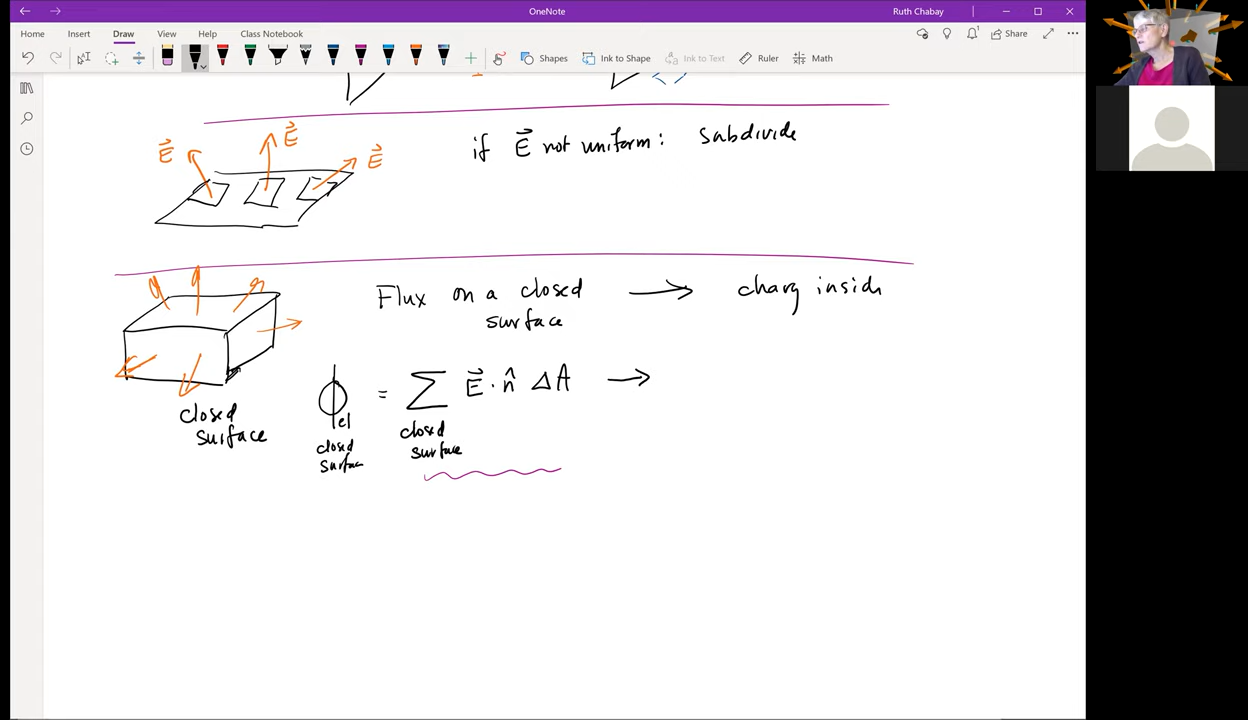 OneNote
Ruth Chabay
Home Insert Draw View Help Class Notebook
Share
Shapes Ink to Shape Ink to Text Ruler Math
E⃗ E⃗ E⃗
if E⃗ not uniform: subdivide
Flux on a closed surface → charg inside
closed
surface
Φel = Σ E⃗ · n̂ ΔA →
closed closed
surfac surface